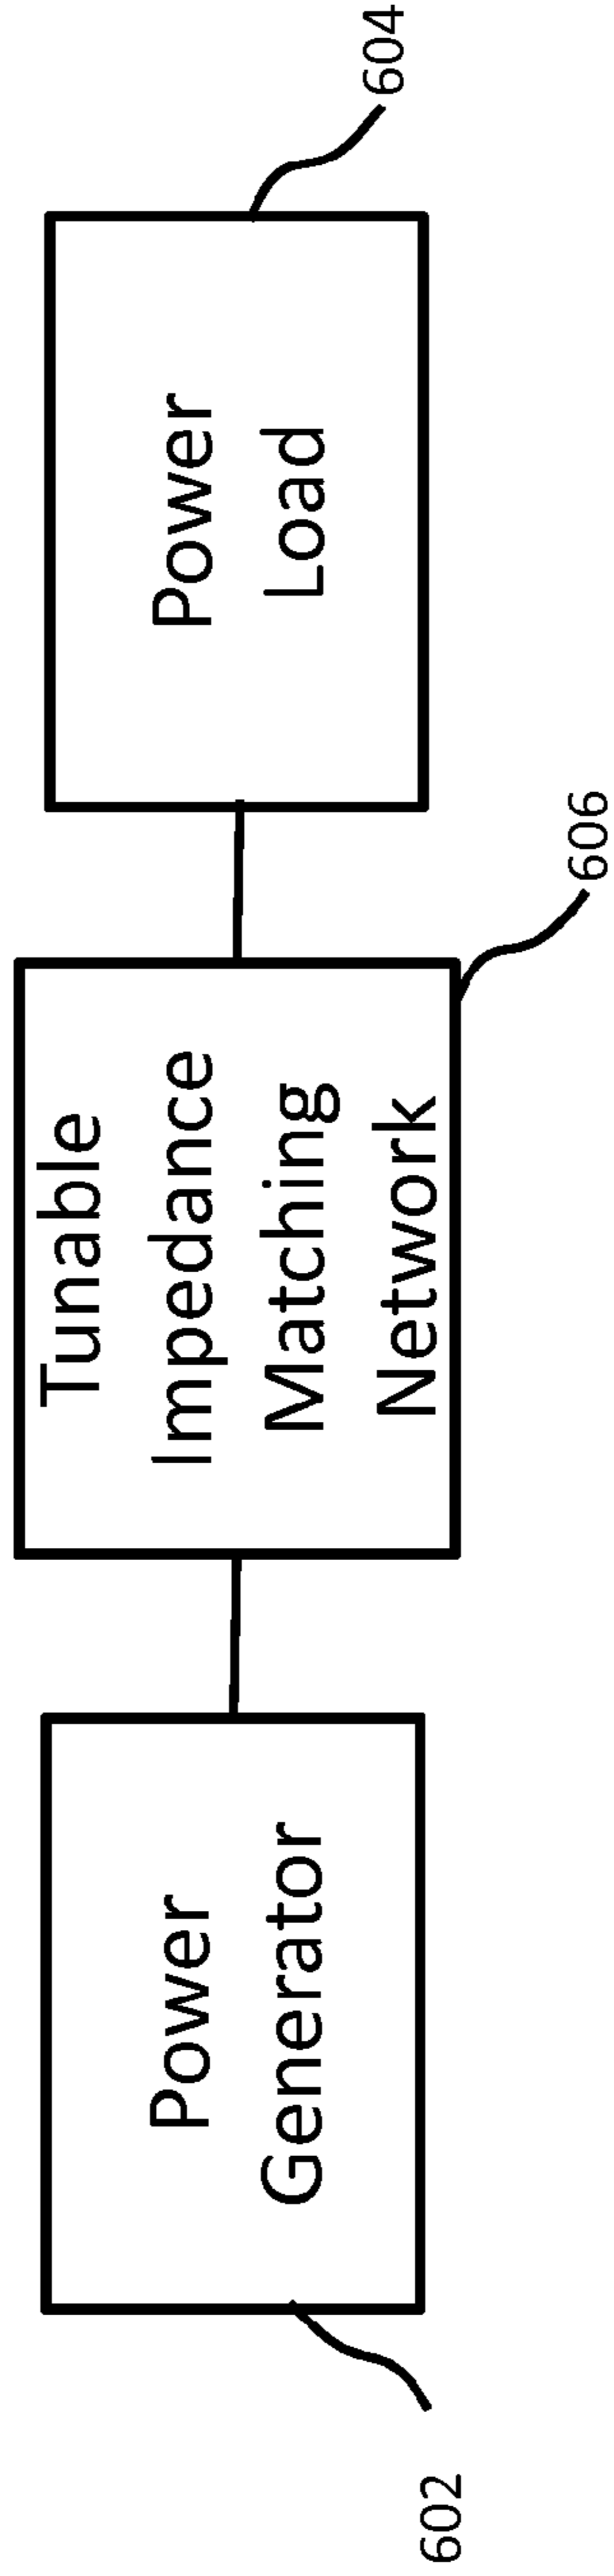 Power
Generator
602
Tunable
Impedance
Matching
Network
606
Power
Load
604